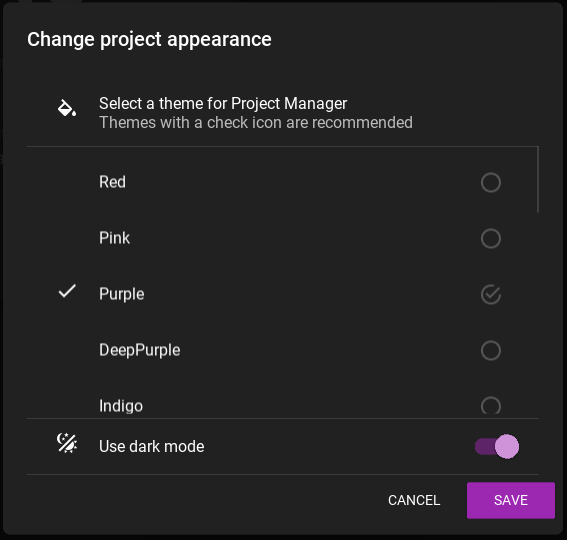 Change project appearance
Select a theme for Project Manager
Themes with a check icon are recommended
Red
Pink
Purple
DeepPurple
Indigo
Use dark mode
CANCEL
SAVE